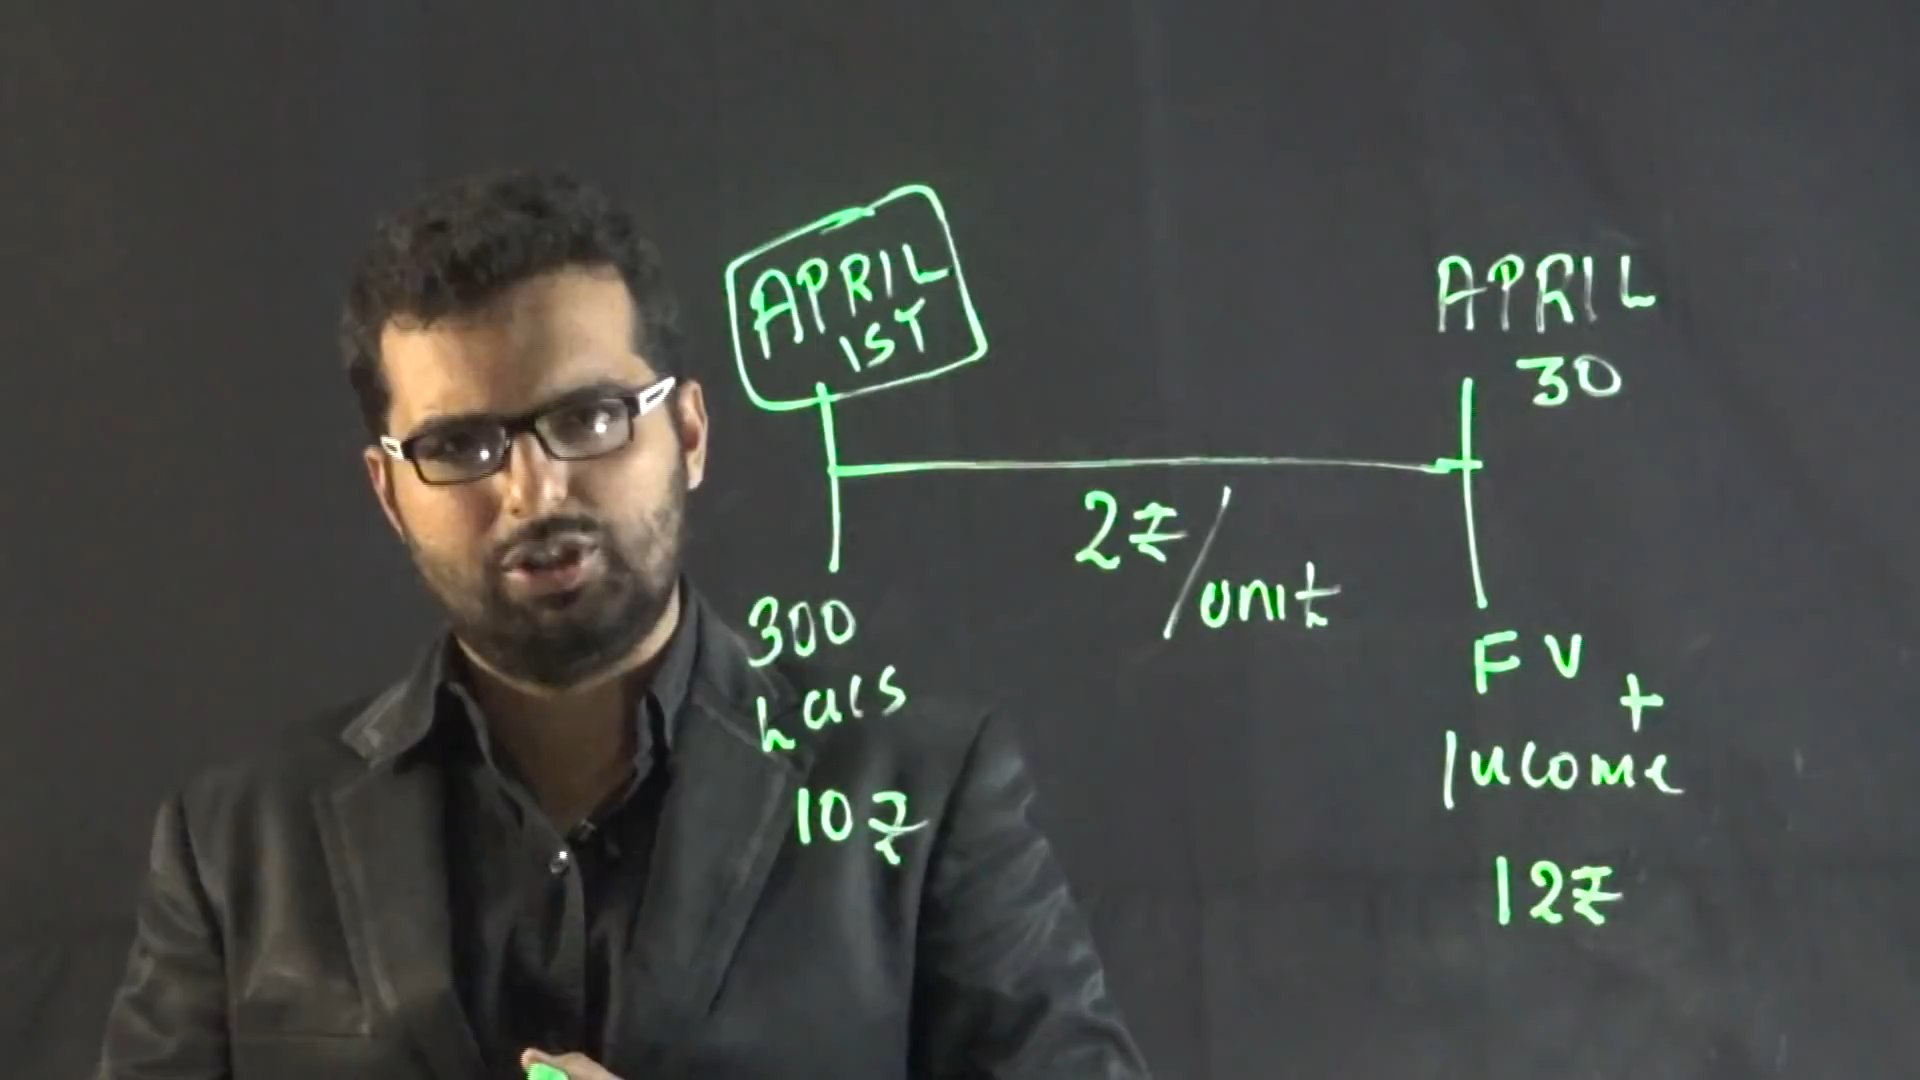 APRIL
1ST
APRIL
30
2₹/unit
300
Lacs
10₹
FV +
Income
12₹